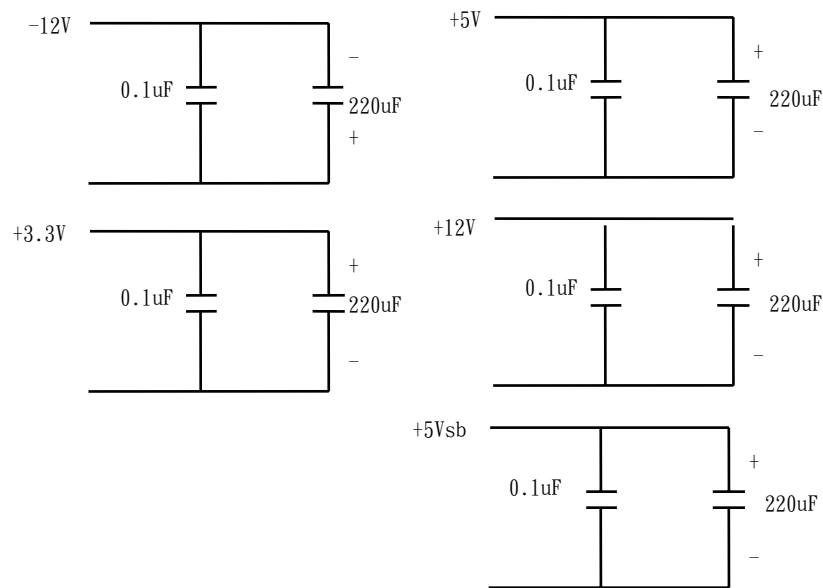 -12V
-
0.1uF
220uF
+
+5V
+
0.1uF
220uF
-
+3.3V
+
0.1uF
220uF
-
+12V
+
0.1uF
220uF
-
+5Vsb
+
0.1uF
220uF
-